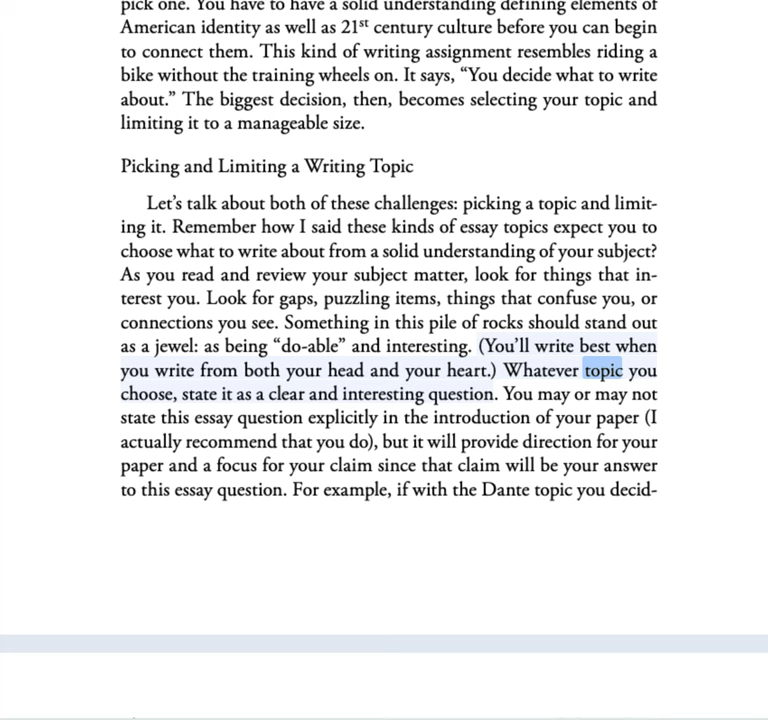 pick one. You have to have a solid understanding defining elements of
American identity as well as 21st century culture before you can begin
to connect them. This kind of writing assignment resembles riding a
bike without the training wheels on. It says, “You decide what to write
about.” The biggest decision, then, becomes selecting your topic and
limiting it to a manageable size.
Picking and Limiting a Writing Topic
Let’s talk about both of these challenges: picking a topic and limit-
ing it. Remember how I said these kinds of essay topics expect you to
choose what to write about from a solid understanding of your subject?
As you read and review your subject matter, look for things that in-
terest you. Look for gaps, puzzling items, things that confuse you, or
connections you see. Something in this pile of rocks should stand out
as a jewel: as being “do-able” and interesting. (You’ll write best when
you write from both your head and your heart.) Whatever topic you
choose, state it as a clear and interesting question. You may or may not
state this essay question explicitly in the introduction of your paper (I
actually recommend that you do), but it will provide direction for your
paper and a focus for your claim since that claim will be your answer
to this essay question. For example, if with the Dante topic you decid-